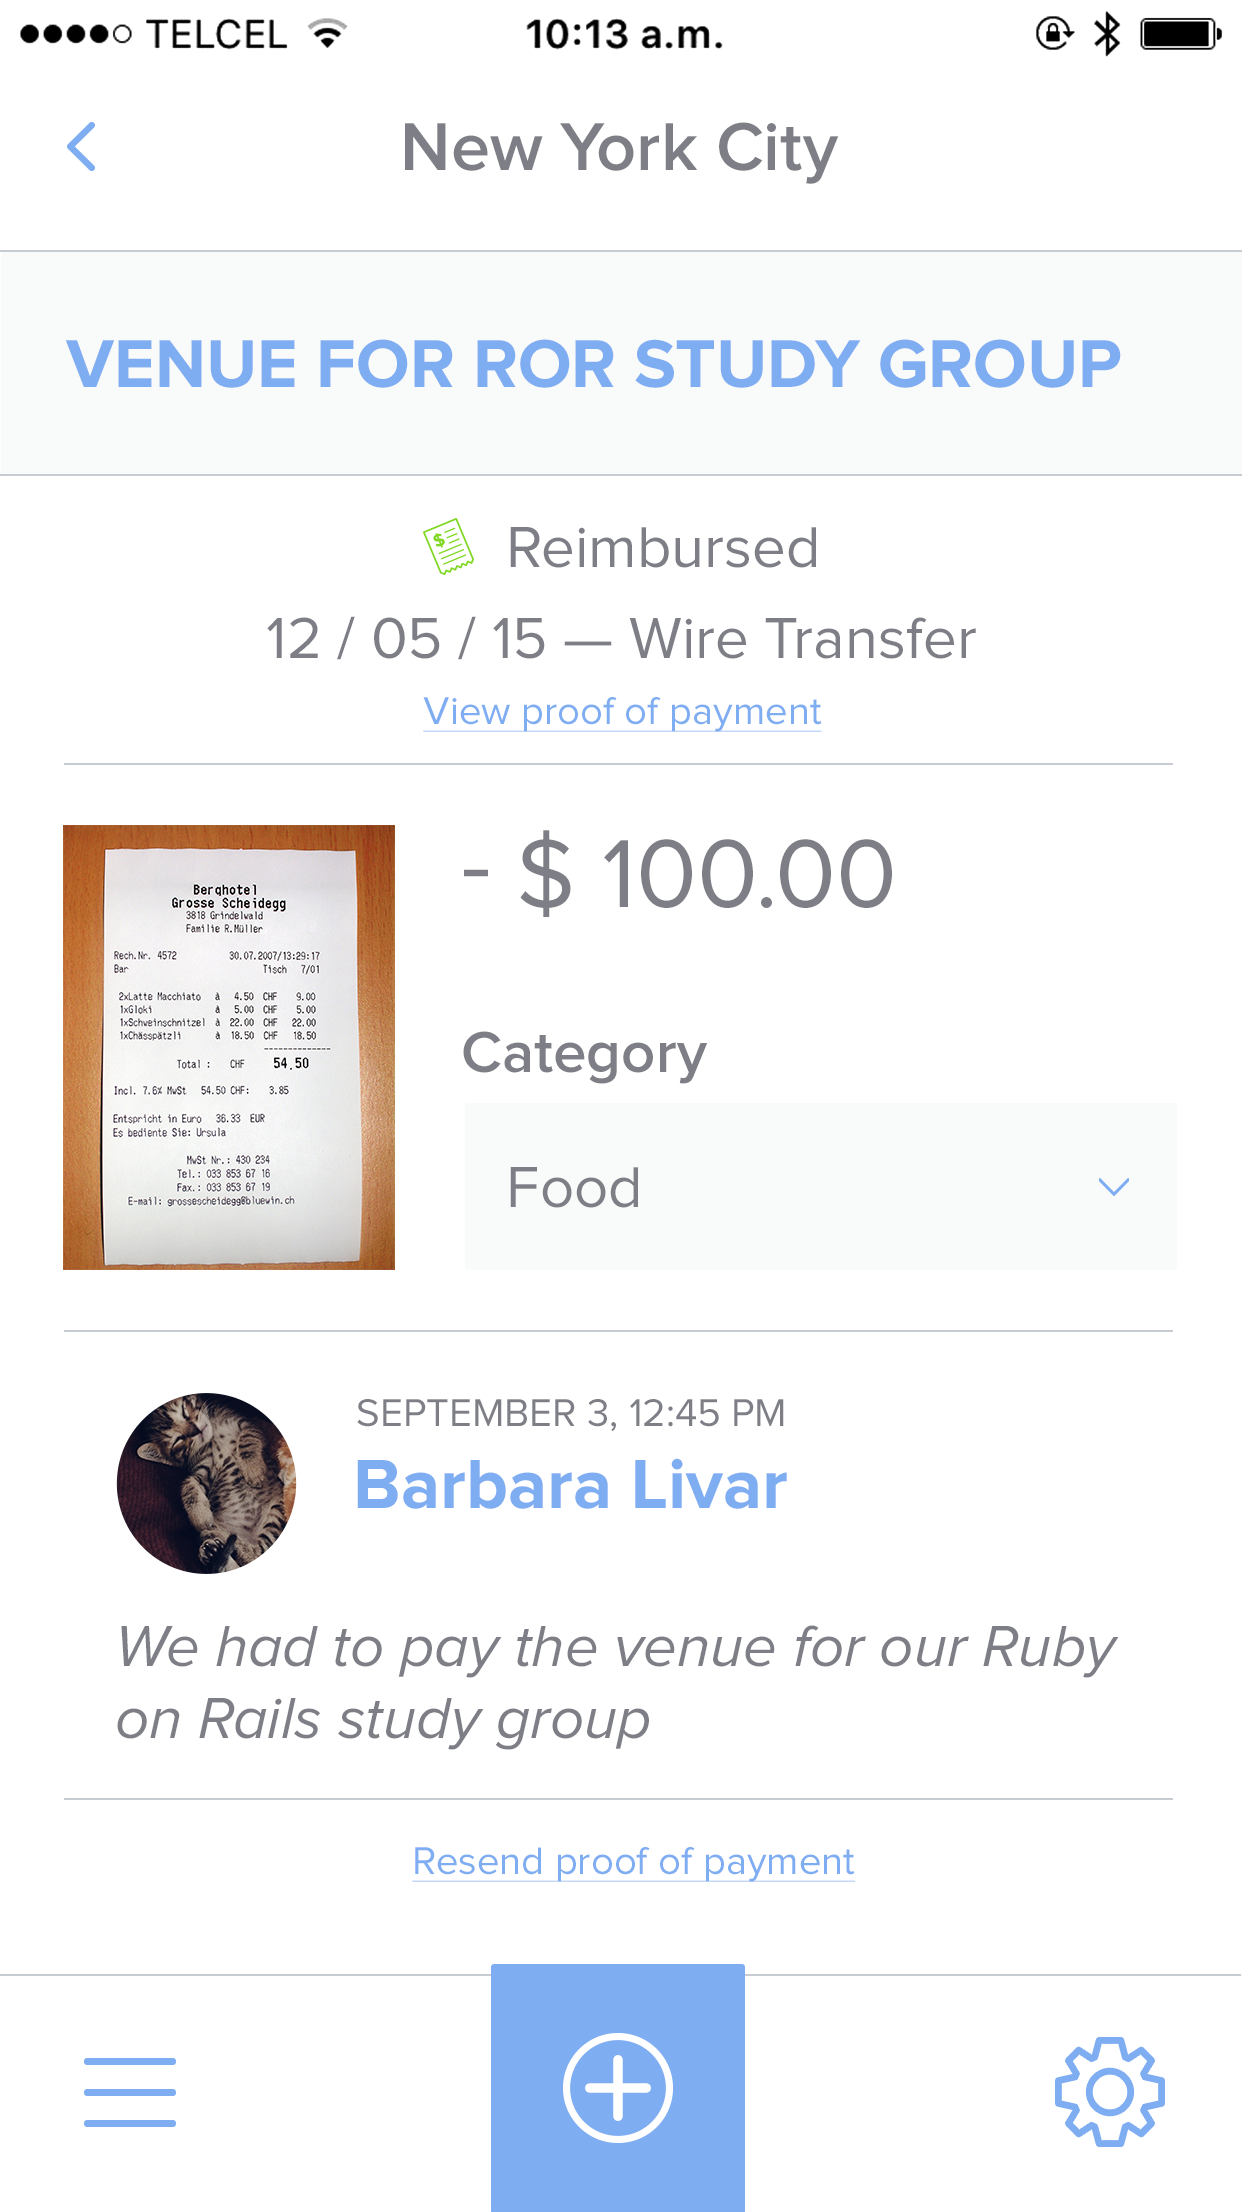 TELCEL 10:13 a.m.
New York City
VENUE FOR ROR STUDY GROUP
Reimbursed
12 / 05 / 15 — Wire Transfer
View proof of payment
Berghotel
Grosse Scheidegg
3818 Grindelwald
Familie R.Müller
Rech.Nr. 4572 30.07.2007/13:29:17
Bar Tisch 7/01
2xLatte Macchiato à 4.50 CHF 9.00
1xGloki à 5.00 CHF 5.00
1xSchweinschnitzel à 22.00 CHF 22.00
1xChässpätzli à 18.50 CHF 18.50
Total : CHF 54.50
Incl. 7.6% MwSt 54.50 CHF: 3.85
Entspricht in Euro 36.33 EUR
Es bediente Sie: Ursula
MwSt Nr.: 430 234
Tel.: 033 853 67 16
Fax.: 033 853 67 19
E-mail: grossescheidegg@bluewin.ch
- $ 100.00
Category
Food
SEPTEMBER 3, 12:45 PM
Barbara Livar
We had to pay the venue for our Ruby
on Rails study group
Resend proof of payment